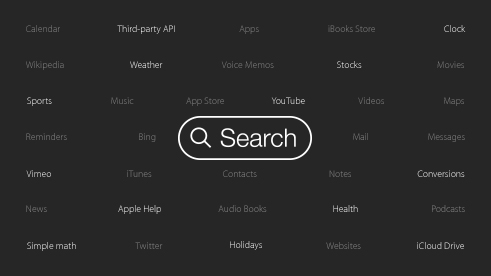 Calendar Third-party API Apps iBooks Store Clock
Wikipedia Weather Voice Memos Stocks Movies
Sports Music App Store YouTube Videos Maps
Reminders Bing Search Mail Messages
Vimeo iTunes Contacts Notes Conversions
News Apple Help Audio Books Health Podcasts
Simple math Twitter Holidays Websites iCloud Drive